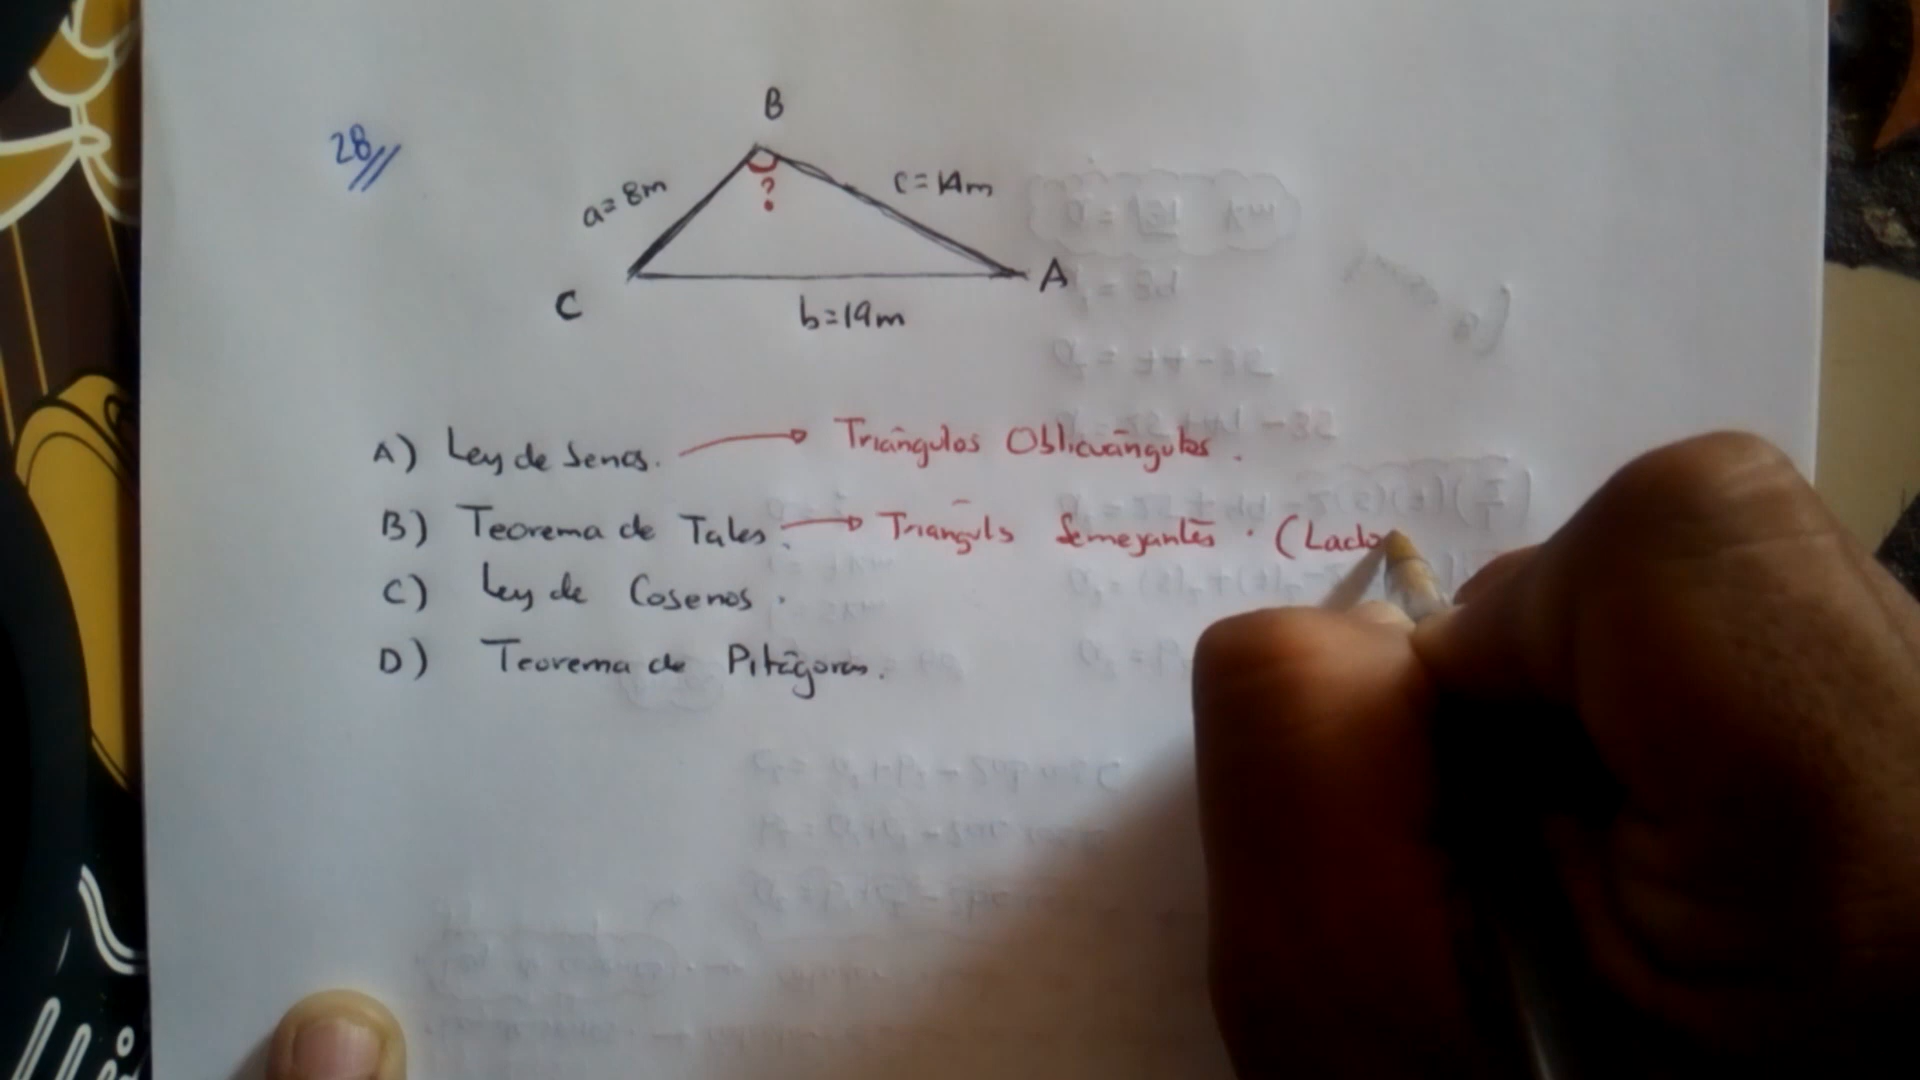 28//
B
a=8m
c=14m
?
C
A
b=19m
A) Ley de Senos. → Triángulos Oblicuángulos.
B) Teorema de Tales. → Triánguls Semejantes. (Lado
C) Ley de Cosenos.
D) Teorema de Pitágoras.